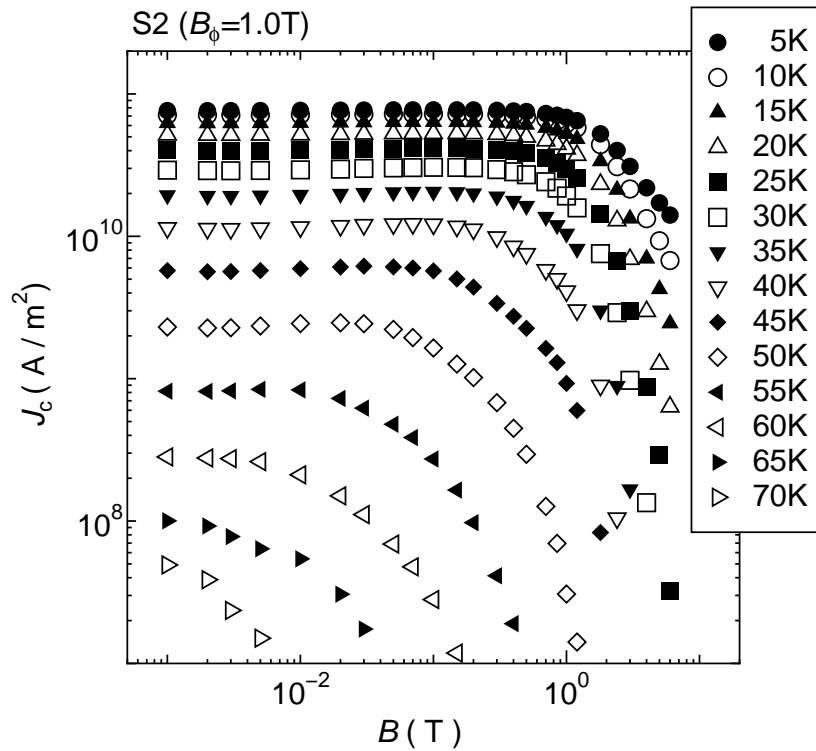 S2 (Bϕ=1.0T)
5K
10K
15K
20K
25K
30K
35K
40K
45K
50K
55K
60K
65K
70K
10¹⁰
10⁸
Jc ( A / m² )
10⁻² 10⁰
B ( T )